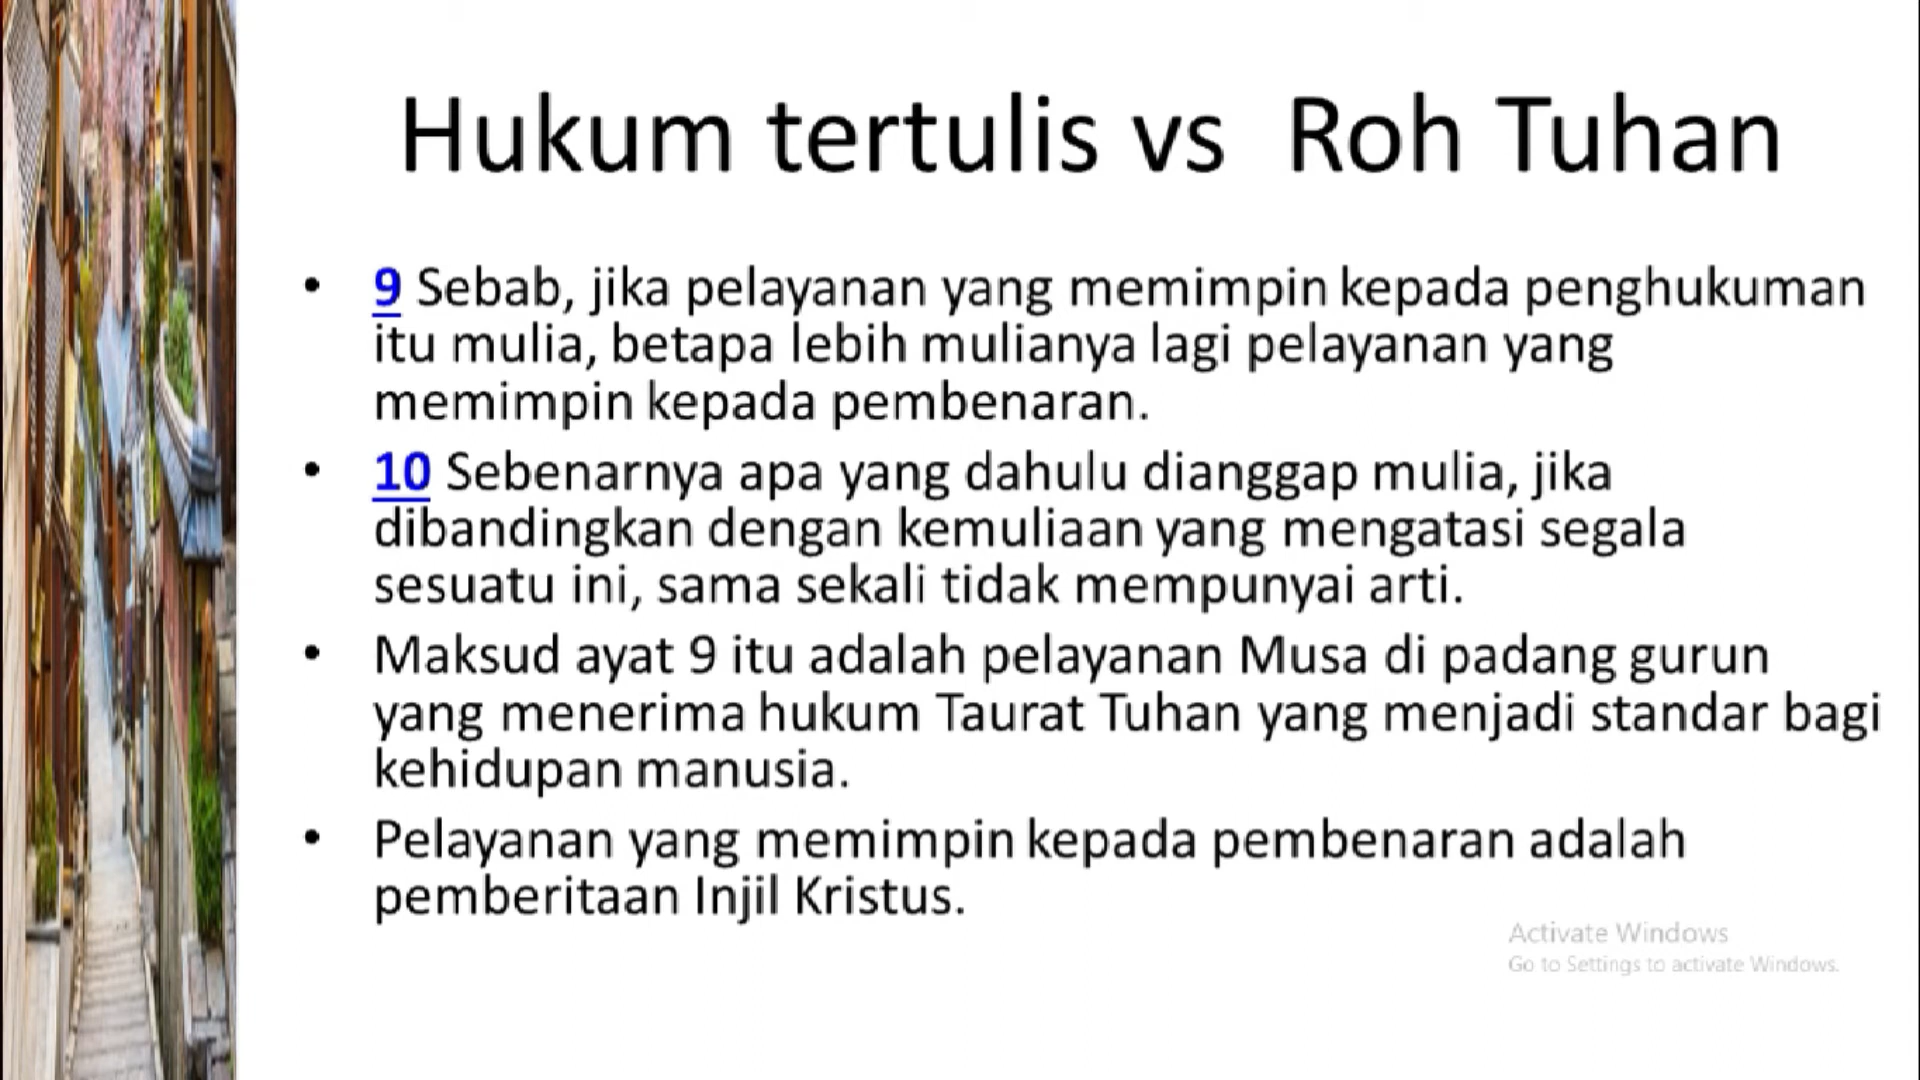 Hukum tertulis vs Roh Tuhan
• 9 Sebab, jika pelayanan yang memimpin kepada penghukuman
itu mulia, betapa lebih mulianya lagi pelayanan yang
memimpin kepada pembenaran.
• 10 Sebenarnya apa yang dahulu dianggap mulia, jika
dibandingkan dengan kemuliaan yang mengatasi segala
sesuatu ini, sama sekali tidak mempunyai arti.
• Maksud ayat 9 itu adalah pelayanan Musa di padang gurun
yang menerima hukum Taurat Tuhan yang menjadi standar bagi
kehidupan manusia.
• Pelayanan yang memimpin kepada pembenaran adalah
pemberitaan Injil Kristus.
Activate Windows
Go to Settings to activate Windows.